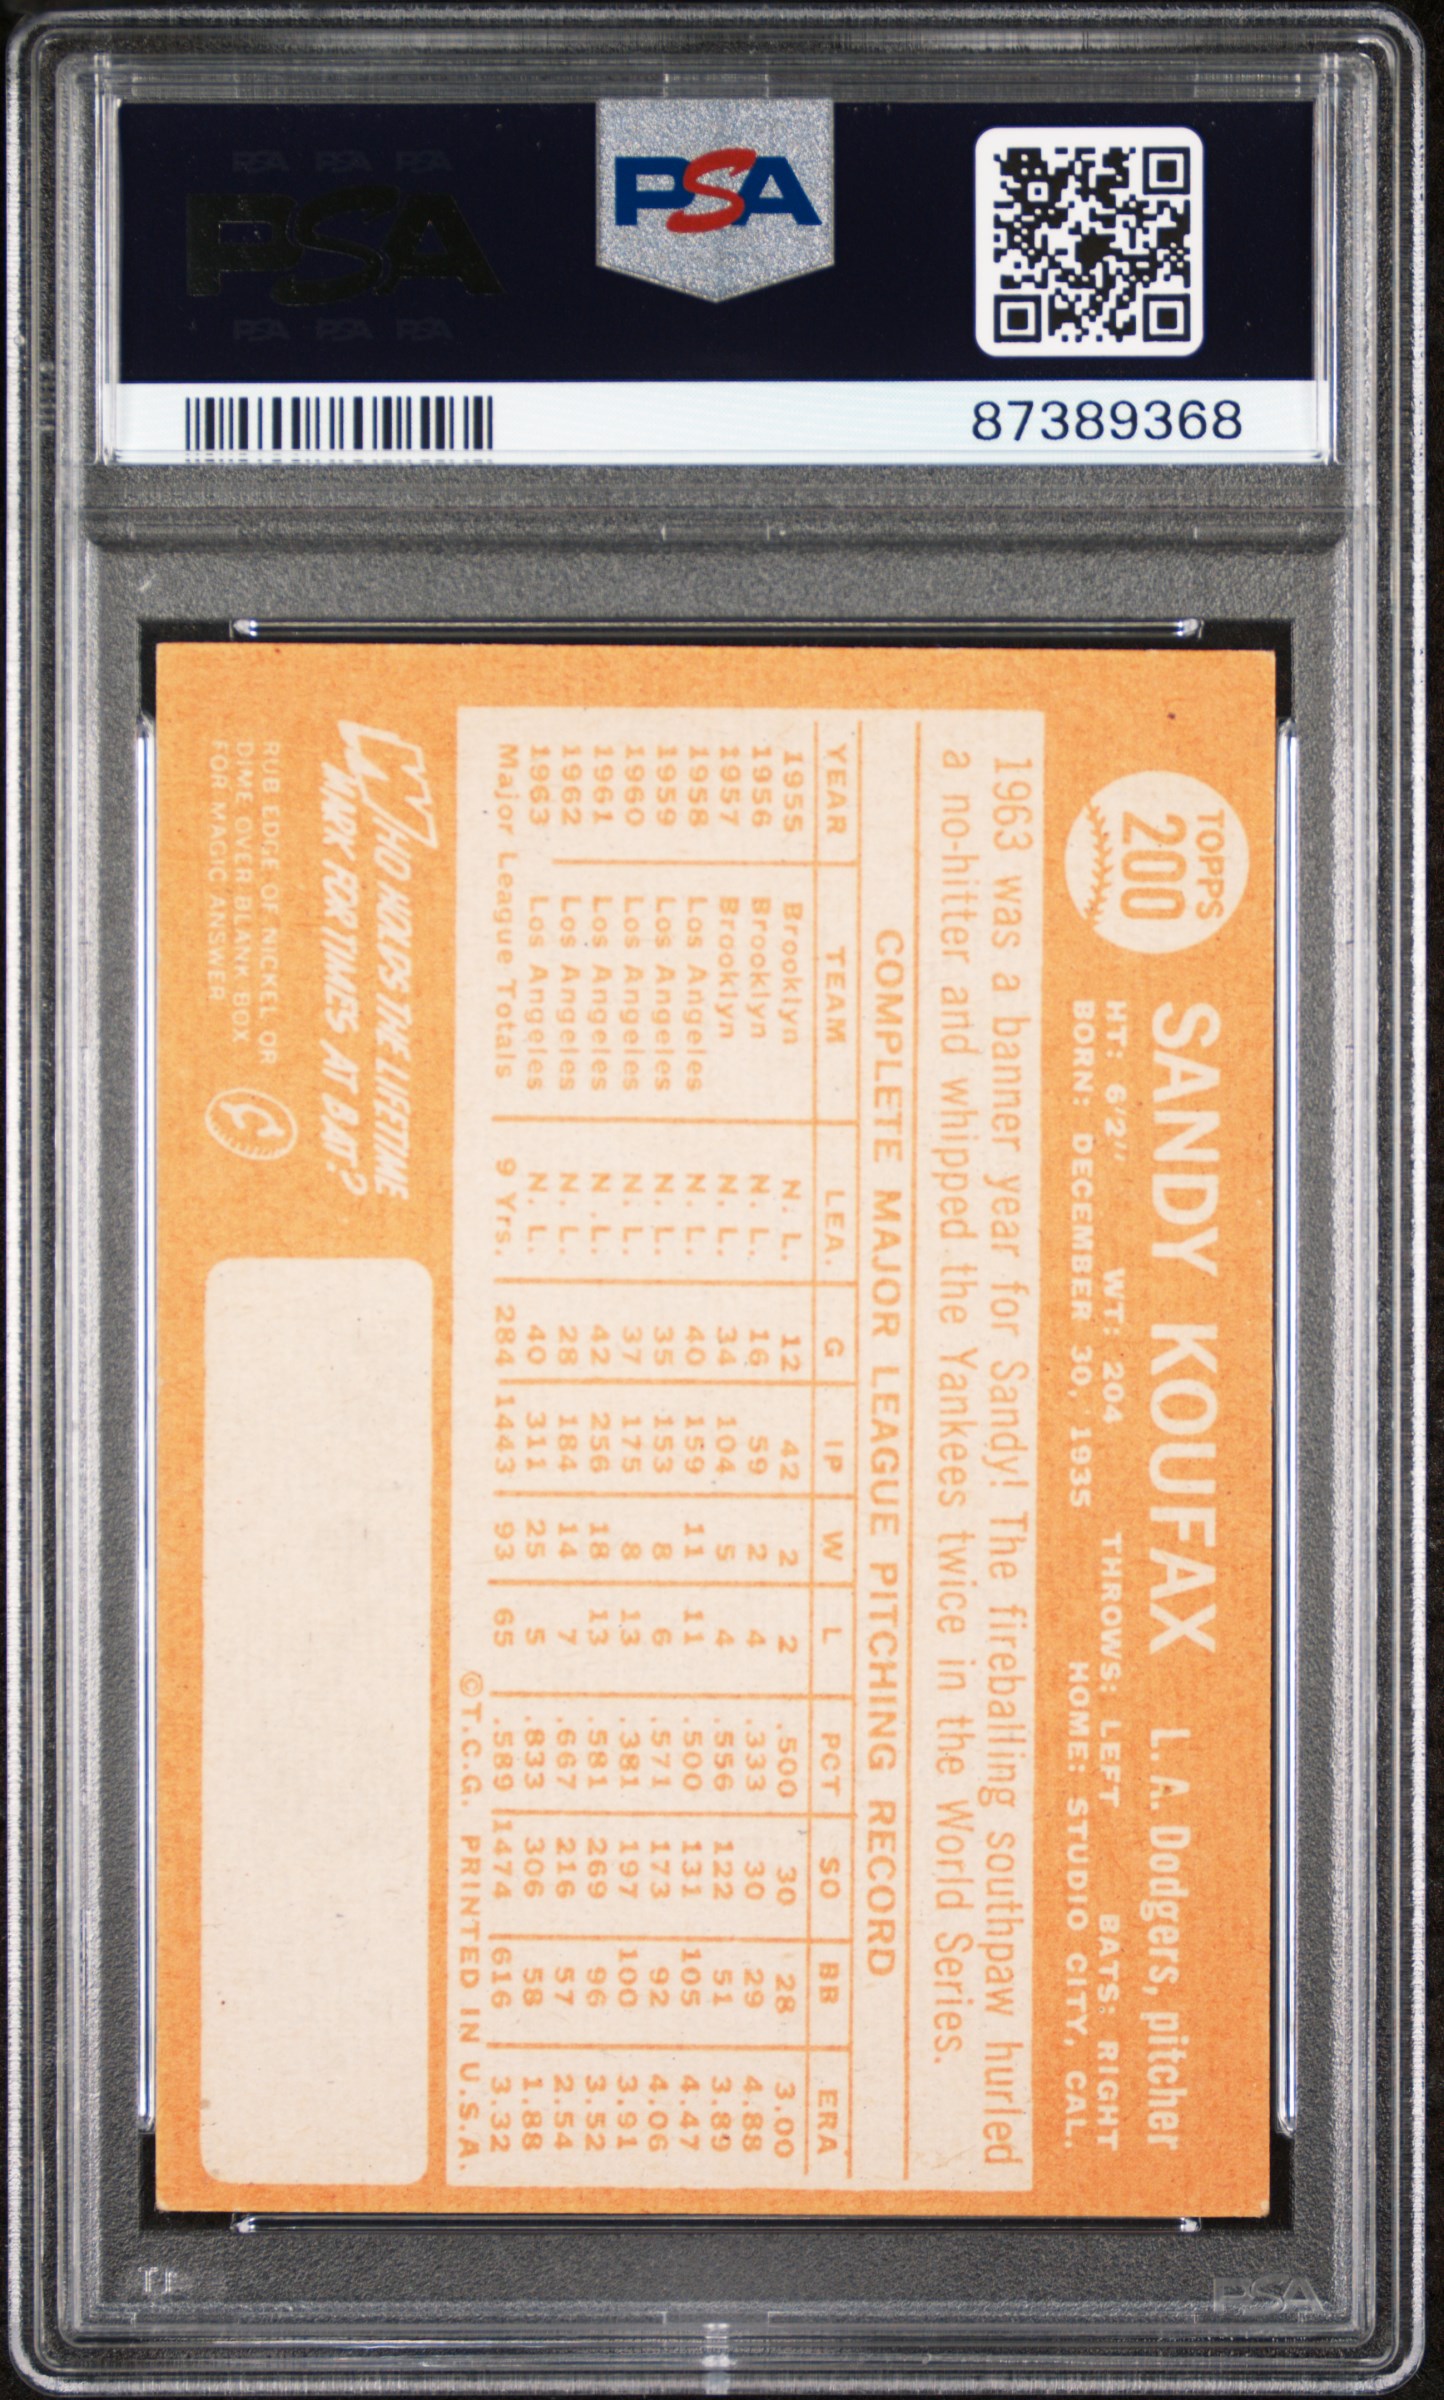 PSA PSA PSA
PSA
PSA PSA PSA
PSA
87389368
TOPPS
200
SANDY KOUFAX L. A. Dodgers, pitcher
HT: 6'2" WT: 204 THROWS: LEFT BATS: RIGHT
BORN: DECEMBER 30, 1935 HOME: STUDIO CITY, CAL.
1963 was a banner year for Sandy! The fireballing southpaw hurled
a no-hitter and whipped the Yankees twice in the World Series.
COMPLETE MAJOR LEAGUE PITCHING RECORD
YEAR TEAM LEA. G IP W L PCT SO BB ERA
1955 Brooklyn N. L. 12 42 2 2 .500 30 28 3.00
1956 Brooklyn N. L. 16 59 2 4 .333 30 29 4.88
1957 Brooklyn N. L. 34 104 5 4 .556 122 51 3.89
1958 Los Angeles N. L. 40 159 11 11 .500 131 105 4.47
1959 Los Angeles N. L. 35 153 8 6 .571 173 92 4.06
1960 Los Angeles N. L. 37 175 8 13 .381 197 100 3.91
1961 Los Angeles N. L. 42 256 18 13 .581 269 96 3.52
1962 Los Angeles N. L. 28 184 14 7 .667 216 57 2.54
1963 Los Angeles N. L. 40 311 25 5 .833 306 58 1.88
Major League Totals 9 Yrs. 284 1443 93 65 .589 1474 616 3.32
©T.C.G. PRINTED IN U.S.A.
WHO HOLDS THE LIFETIME
MARK FOR TIMES AT BAT?
RUB EDGE OF NICKEL OR
DIME OVER BLANK BOX
FOR MAGIC ANSWER
PSA